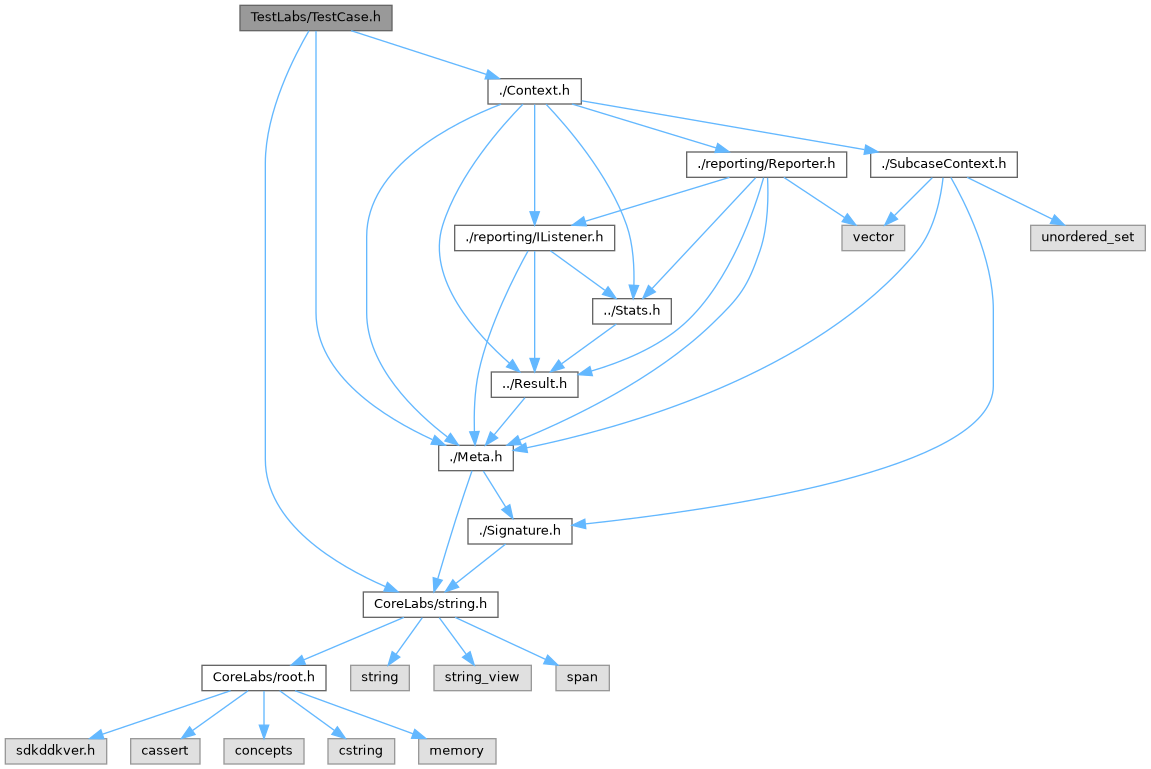 TestLabs/TestCase.h
./Context.h
./reporting/Reporter.h
./SubcaseContext.h
./reporting/IListener.h
vector
unordered_set
../Stats.h
../Result.h
./Meta.h
./Signature.h
CoreLabs/string.h
CoreLabs/root.h
string
string_view
span
sdkddkver.h
cassert
concepts
cstring
memory